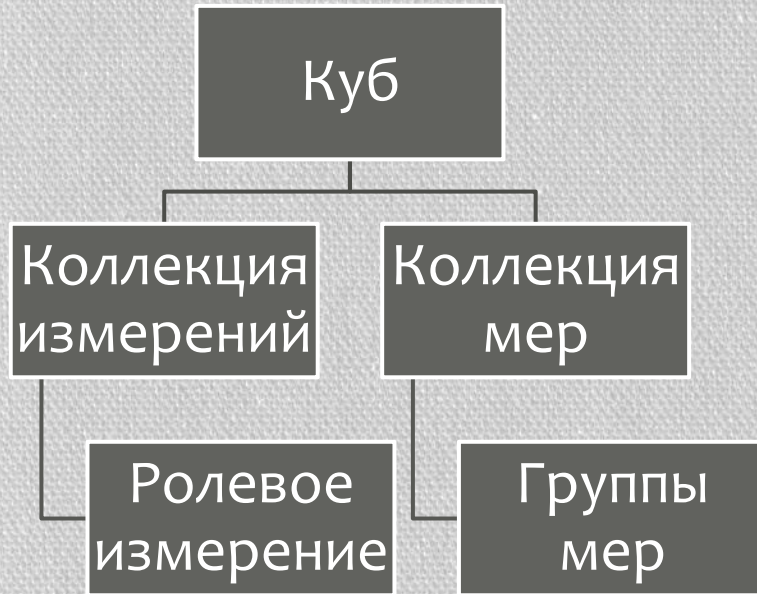 Куб
Коллекция
измерений
Коллекция
мер
Ролевое
измерение
Группы
мер